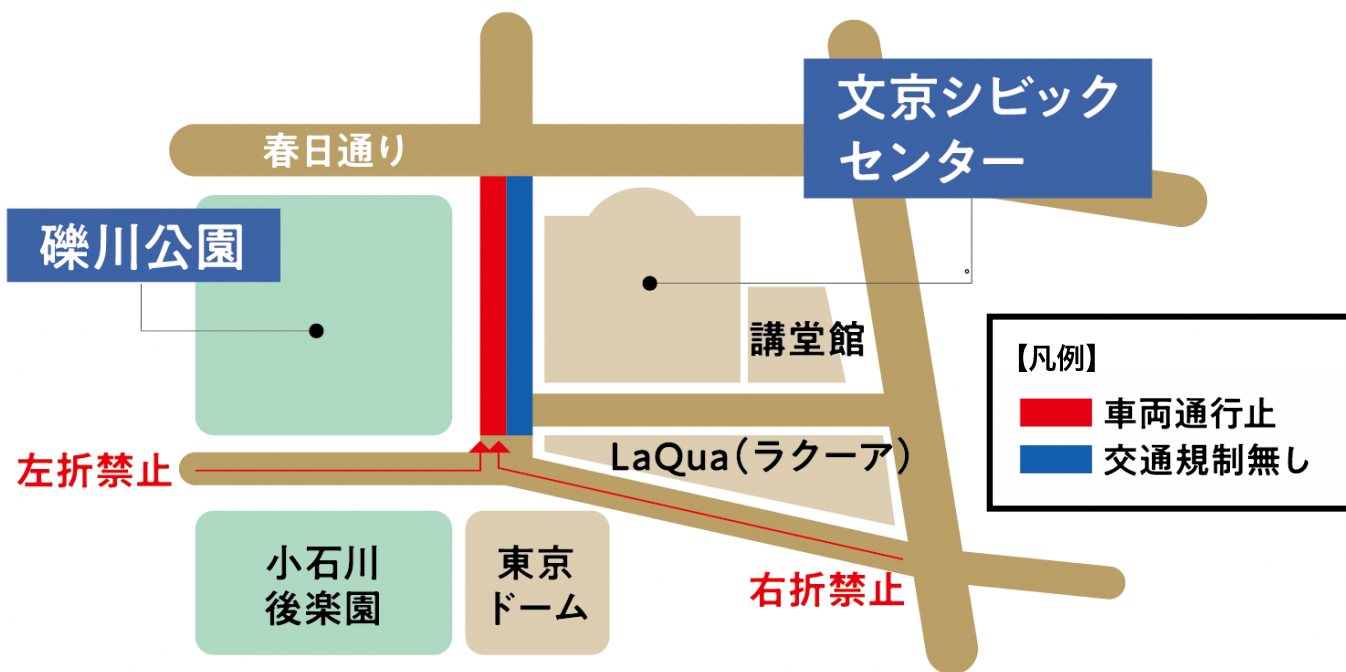 春日通り
文京シビック
センター
礫川公園
講堂館
【凡例】
車両通行止
交通規制無し
LaQua（ラクーア）
左折禁止
小石川
後楽園
東京
ドーム
右折禁止